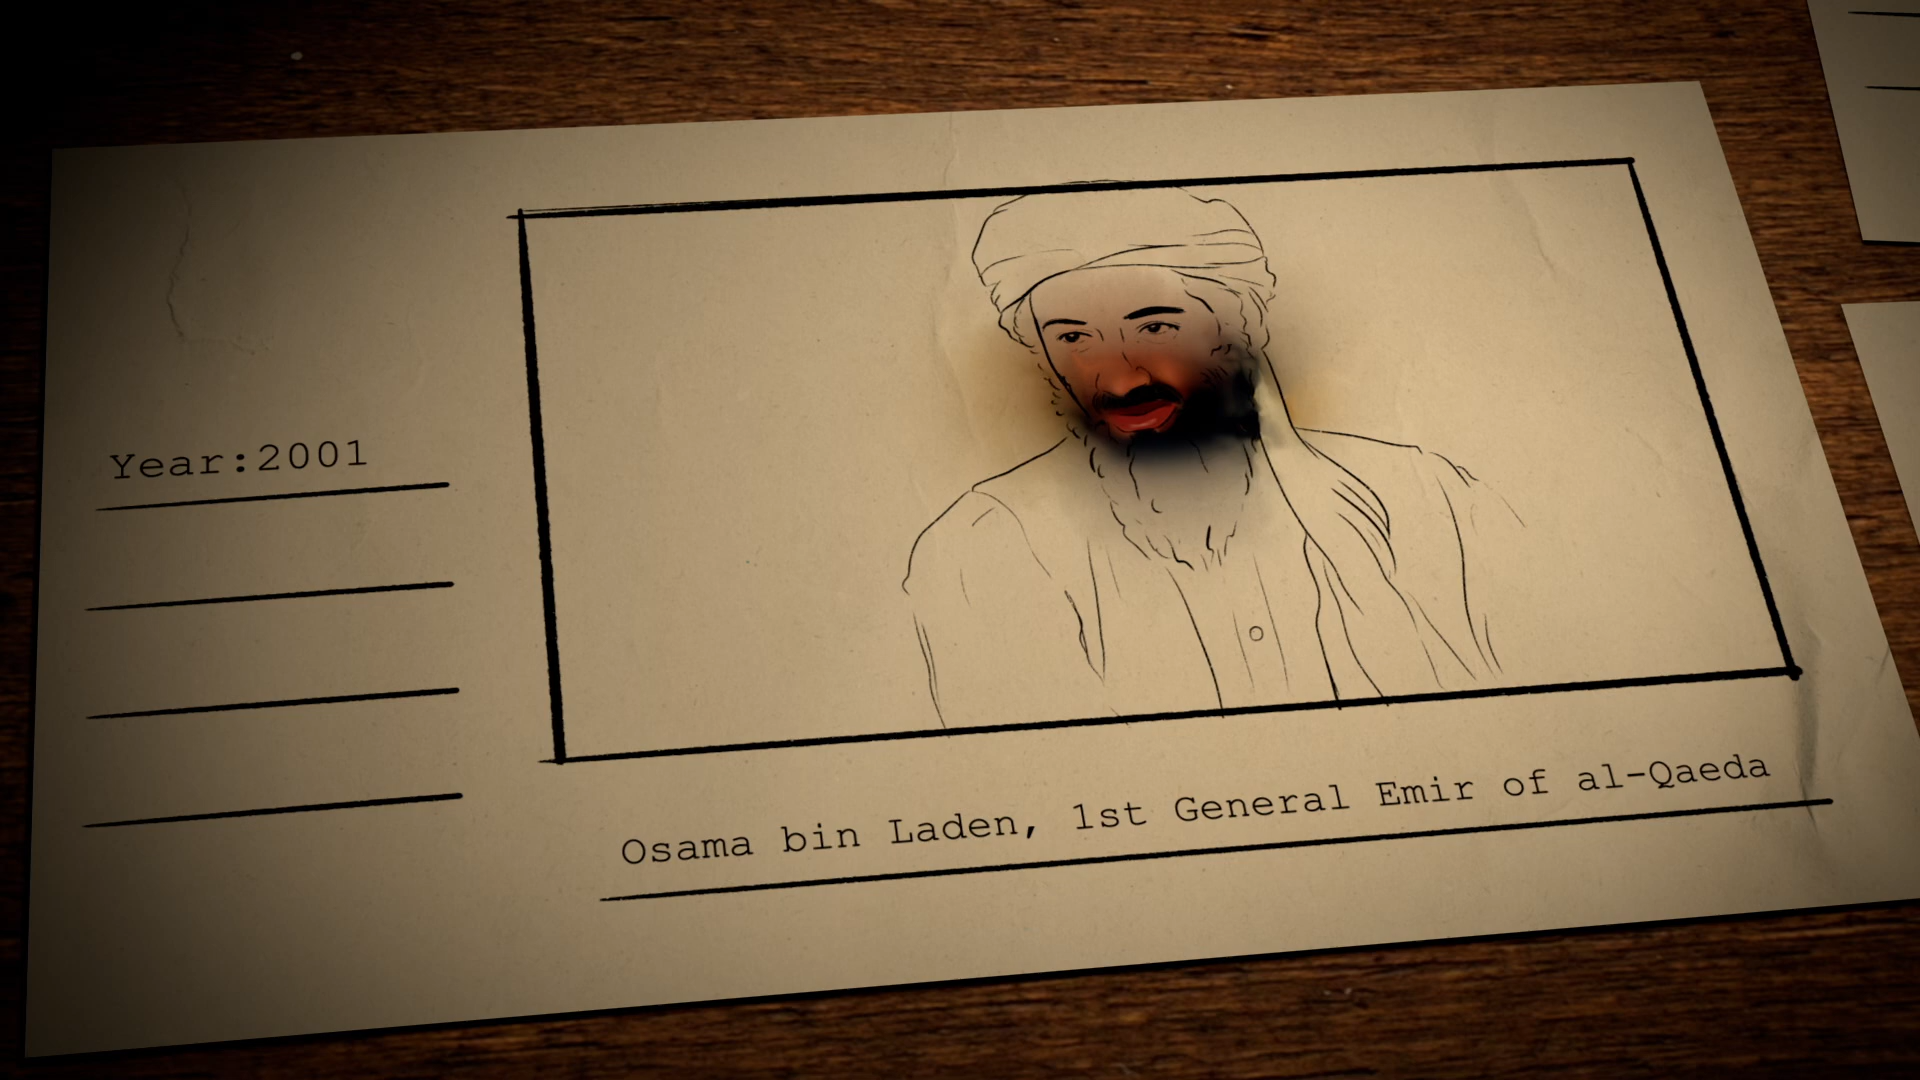 Year:2001
Osama bin Laden, 1st General Emir of al-Qaeda